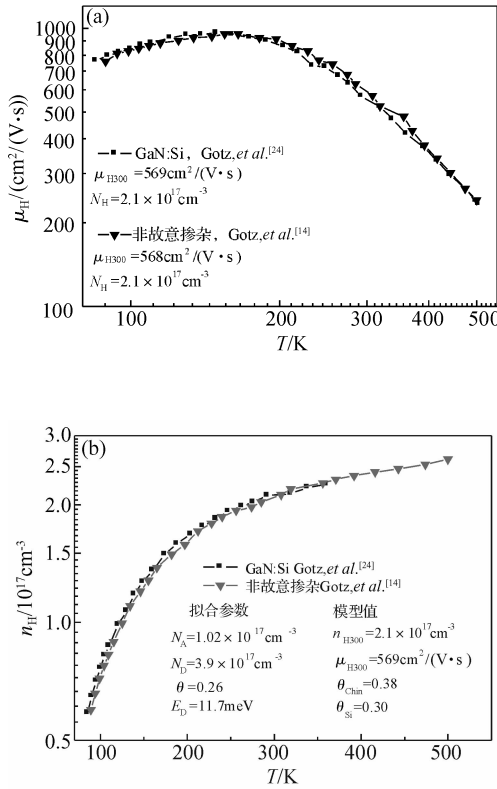 (a)
1000
900
800
700
600
500
400
300
200
100
μH/(cm²/(V•s))
GaN:Si, Gotz,et al.[24]
μH300 =569cm²/(V•s)
NH=2.1×10¹⁷cm⁻³
非故意掺杂, Gotz,et al.[14]
μH300=568cm²/(V•s)
NH=2.1×10¹⁷cm⁻³
100 200 300 400 500
T/K
(b)
3.0
2.5
2.0
1.5
1.0
0.5
nH/10¹⁷cm⁻³
GaN:Si Gotz,et al.[24]
非故意掺杂Gotz,et al.[14]
拟合参数 模型值
NA=1.02×10¹⁷cm⁻³ nH300=2.1×10¹⁷cm⁻³
ND=3.9×10¹⁷cm⁻³ μH300=569cm²/(V•s)
θ=0.26 θChin=0.38
ED=11.7meV θSi=0.30
100 200 300 400 500
T/K